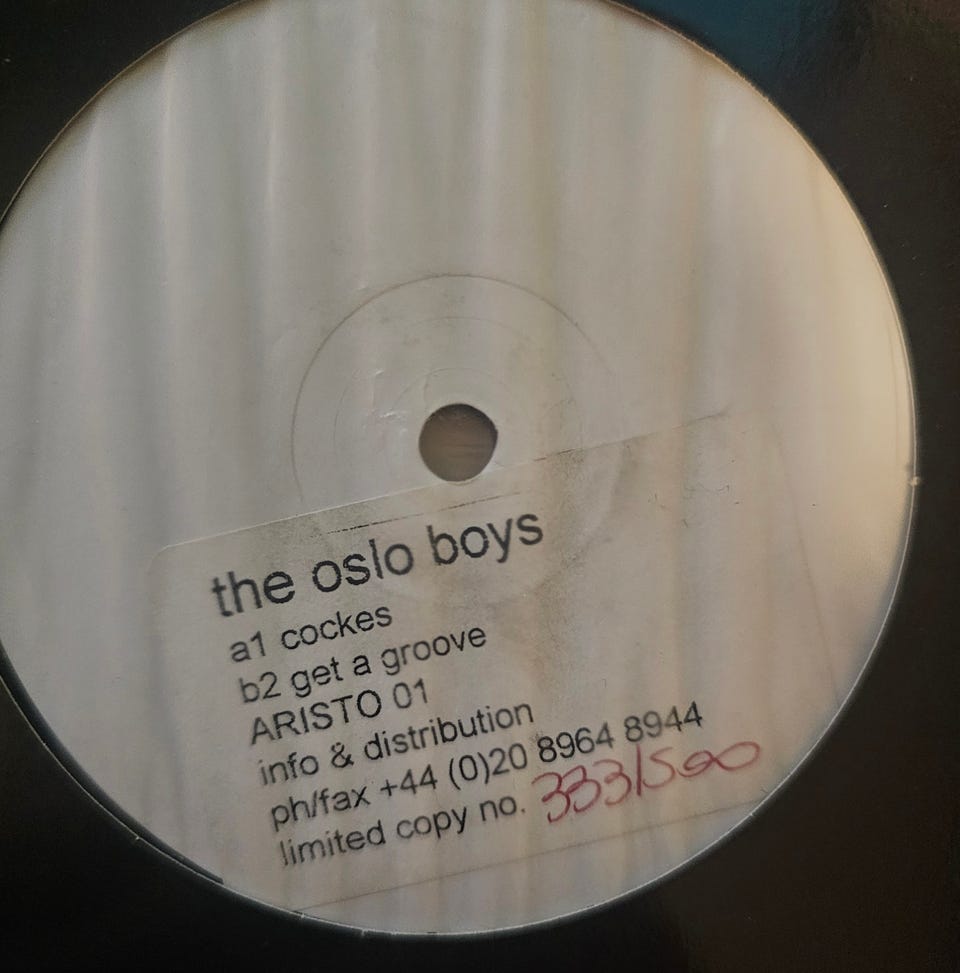 the oslo boys
a1 cockes
b2 get a groove
ARISTO 01
info & distribution
ph/fax +44 (0)20 8964 8944
limited copy no. 333/500